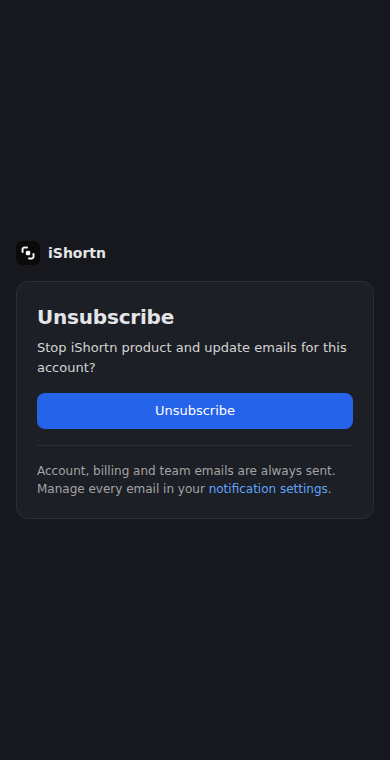 iShortn
Unsubscribe
Stop iShortn product and update emails for this
account?
Unsubscribe
Account, billing and team emails are always sent.
Manage every email in your notification settings.